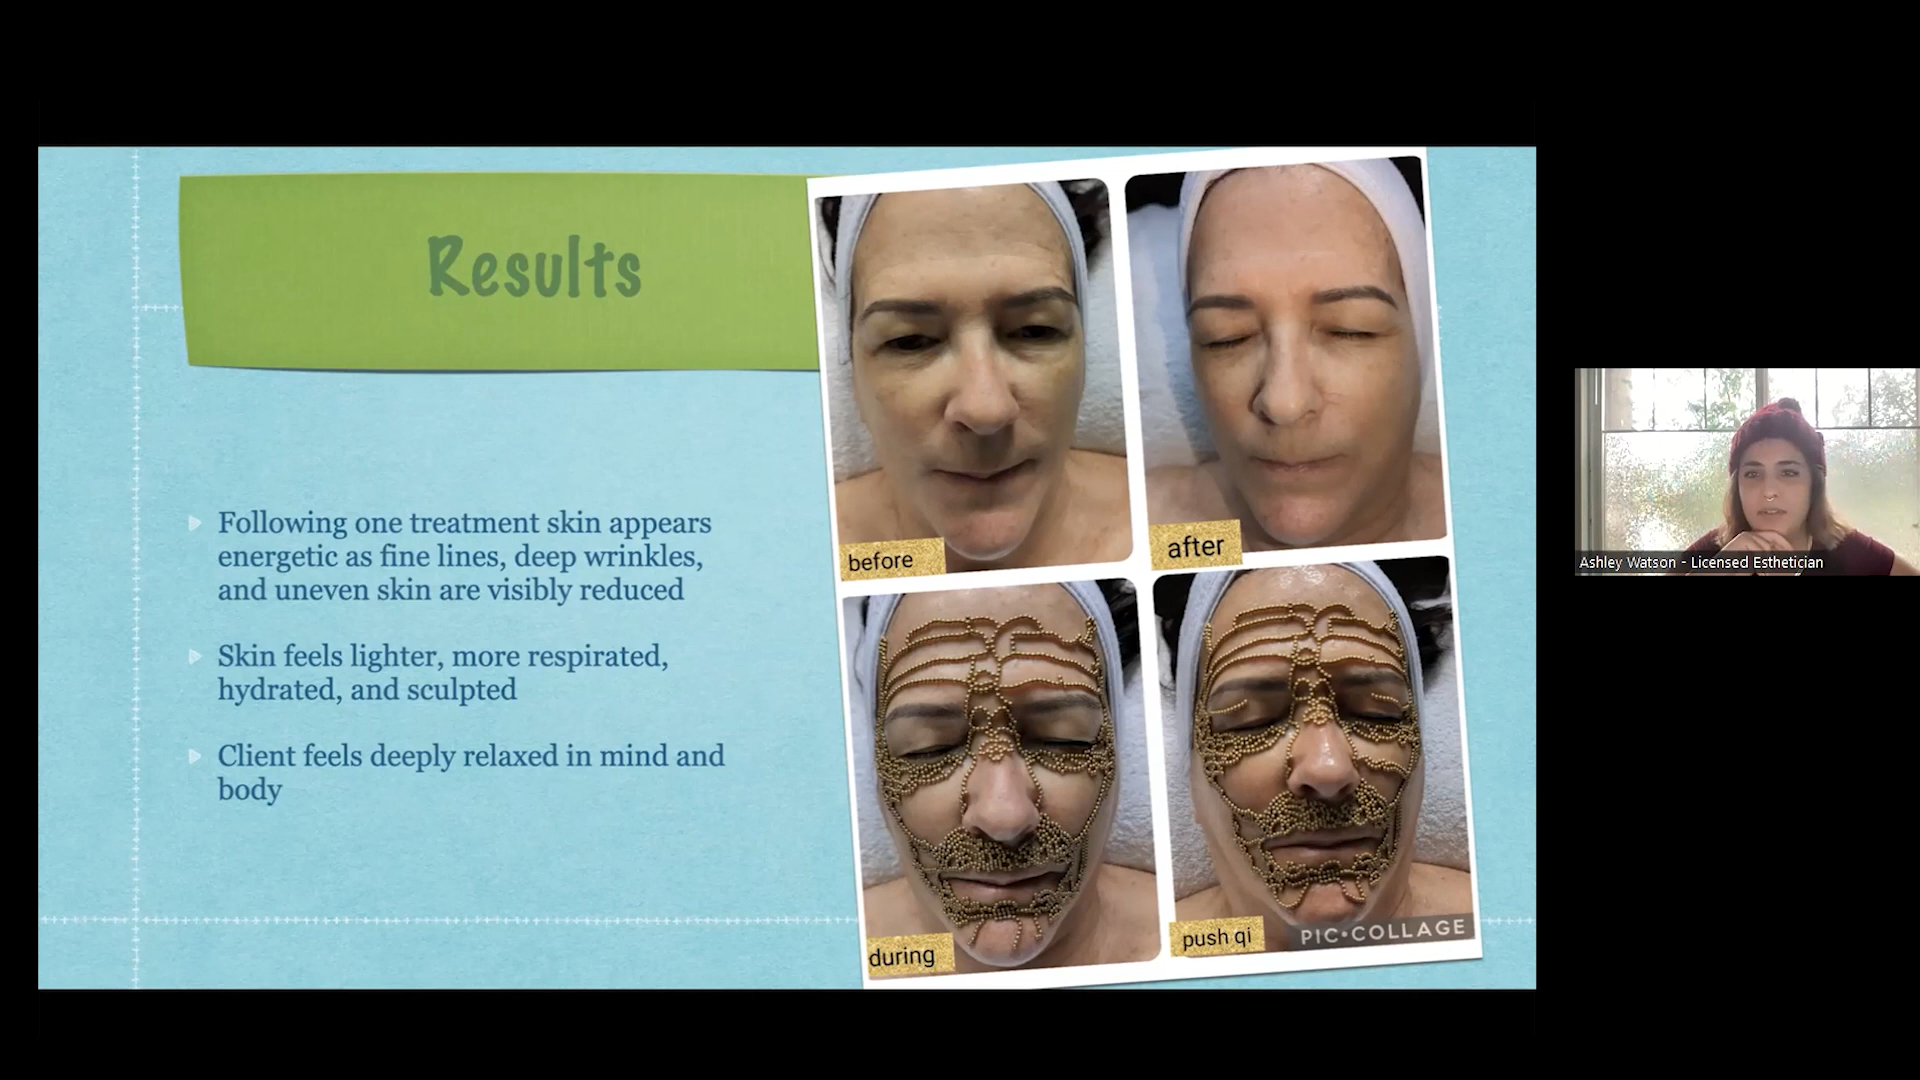 Results
Following one treatment skin appears
energetic as fine lines, deep wrinkles,
and uneven skin are visibly reduced
Skin feels lighter, more respirated,
hydrated, and sculpted
Client feels deeply relaxed in mind and
body
before
after
during
push qi
PIC•COLLAGE
Ashley Watson - Licensed Esthetician